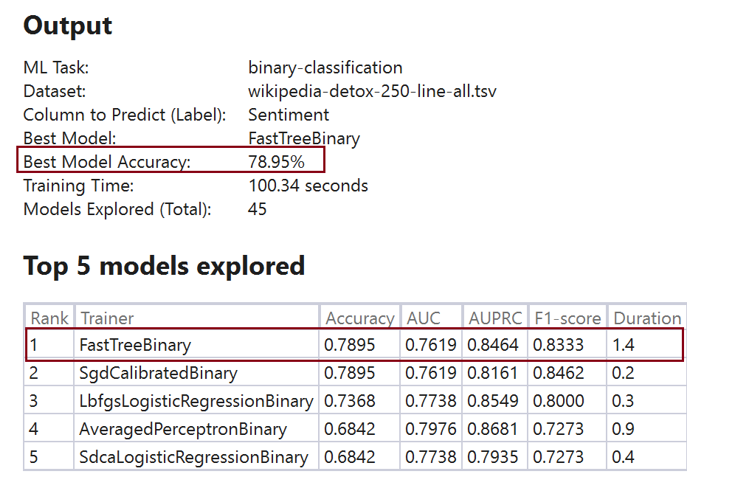 Output
ML Task: binary-classification
Dataset: wikipedia-detox-250-line-all.tsv
Column to Predict (Label): Sentiment
Best Model: FastTreeBinary
Best Model Accuracy: 78.95%
Training Time: 100.34 seconds
Models Explored (Total): 45
Top 5 models explored
Rank Trainer Accuracy AUC AUPRC F1-score Duration
1 FastTreeBinary 0.7895 0.7619 0.8464 0.8333 1.4
2 SgdCalibratedBinary 0.7895 0.7619 0.8161 0.8462 0.2
3 LbfgsLogisticRegressionBinary 0.7368 0.7738 0.8549 0.8000 0.3
4 AveragedPerceptronBinary 0.6842 0.7976 0.8681 0.7273 0.9
5 SdcaLogisticRegressionBinary 0.6842 0.7738 0.7935 0.7273 0.4